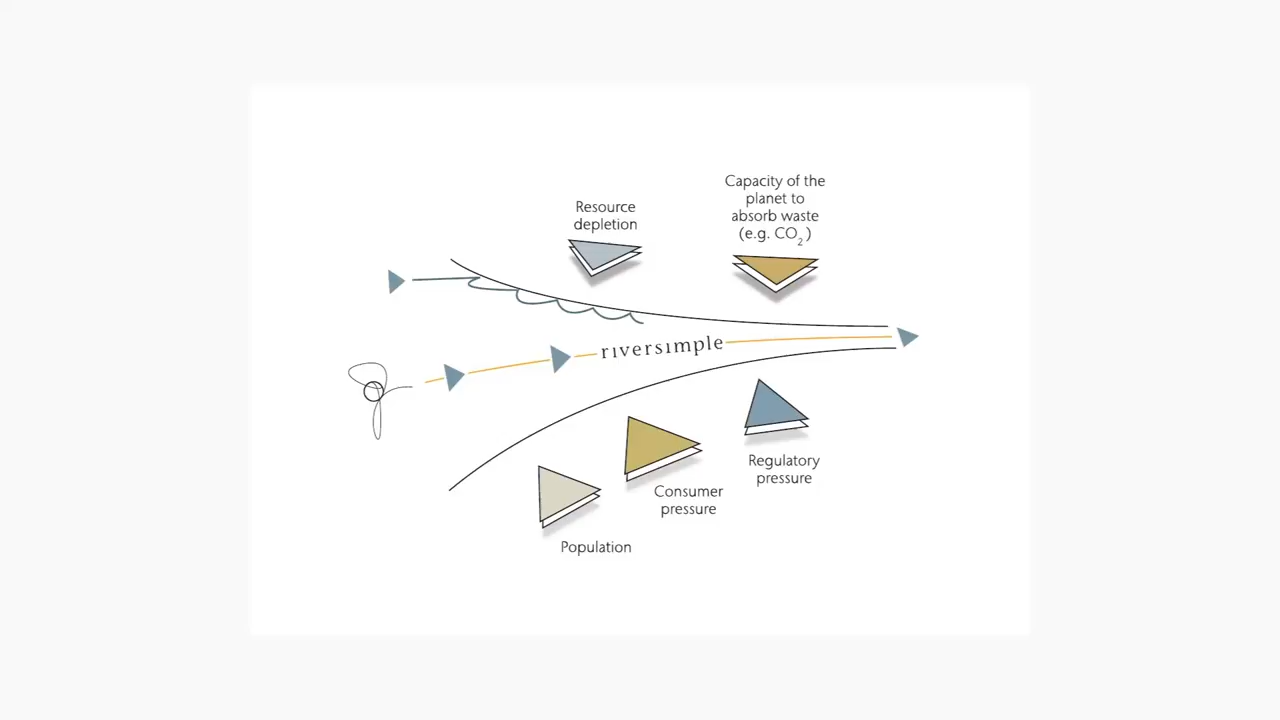 Capacity of the
planet to
absorb waste
(e.g. CO₂)
Resource
depletion
riversimple
Regulatory
pressure
Consumer
pressure
Population